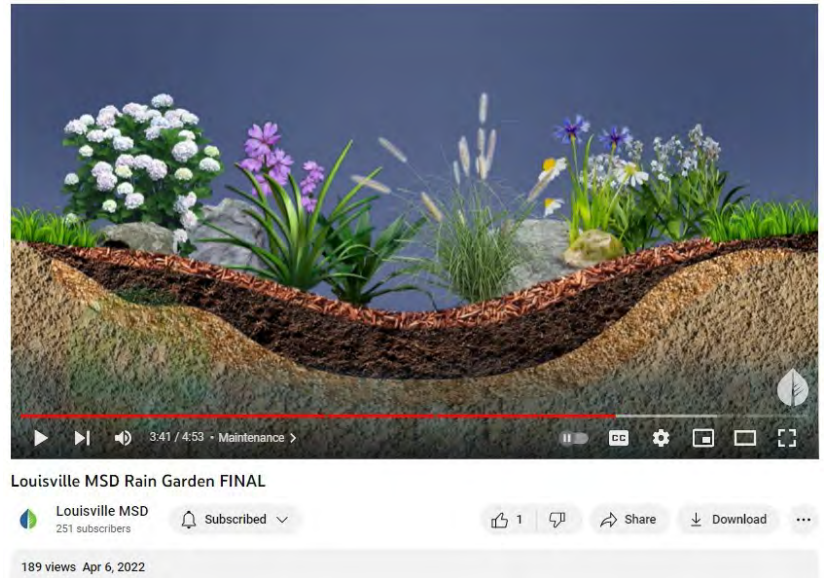 3:41 / 4:53 • Maintenance >
CC
Louisville MSD Rain Garden FINAL
Louisville MSD
251 subscribers
Subscribed
1
Share
Download
189 views Apr 6, 2022